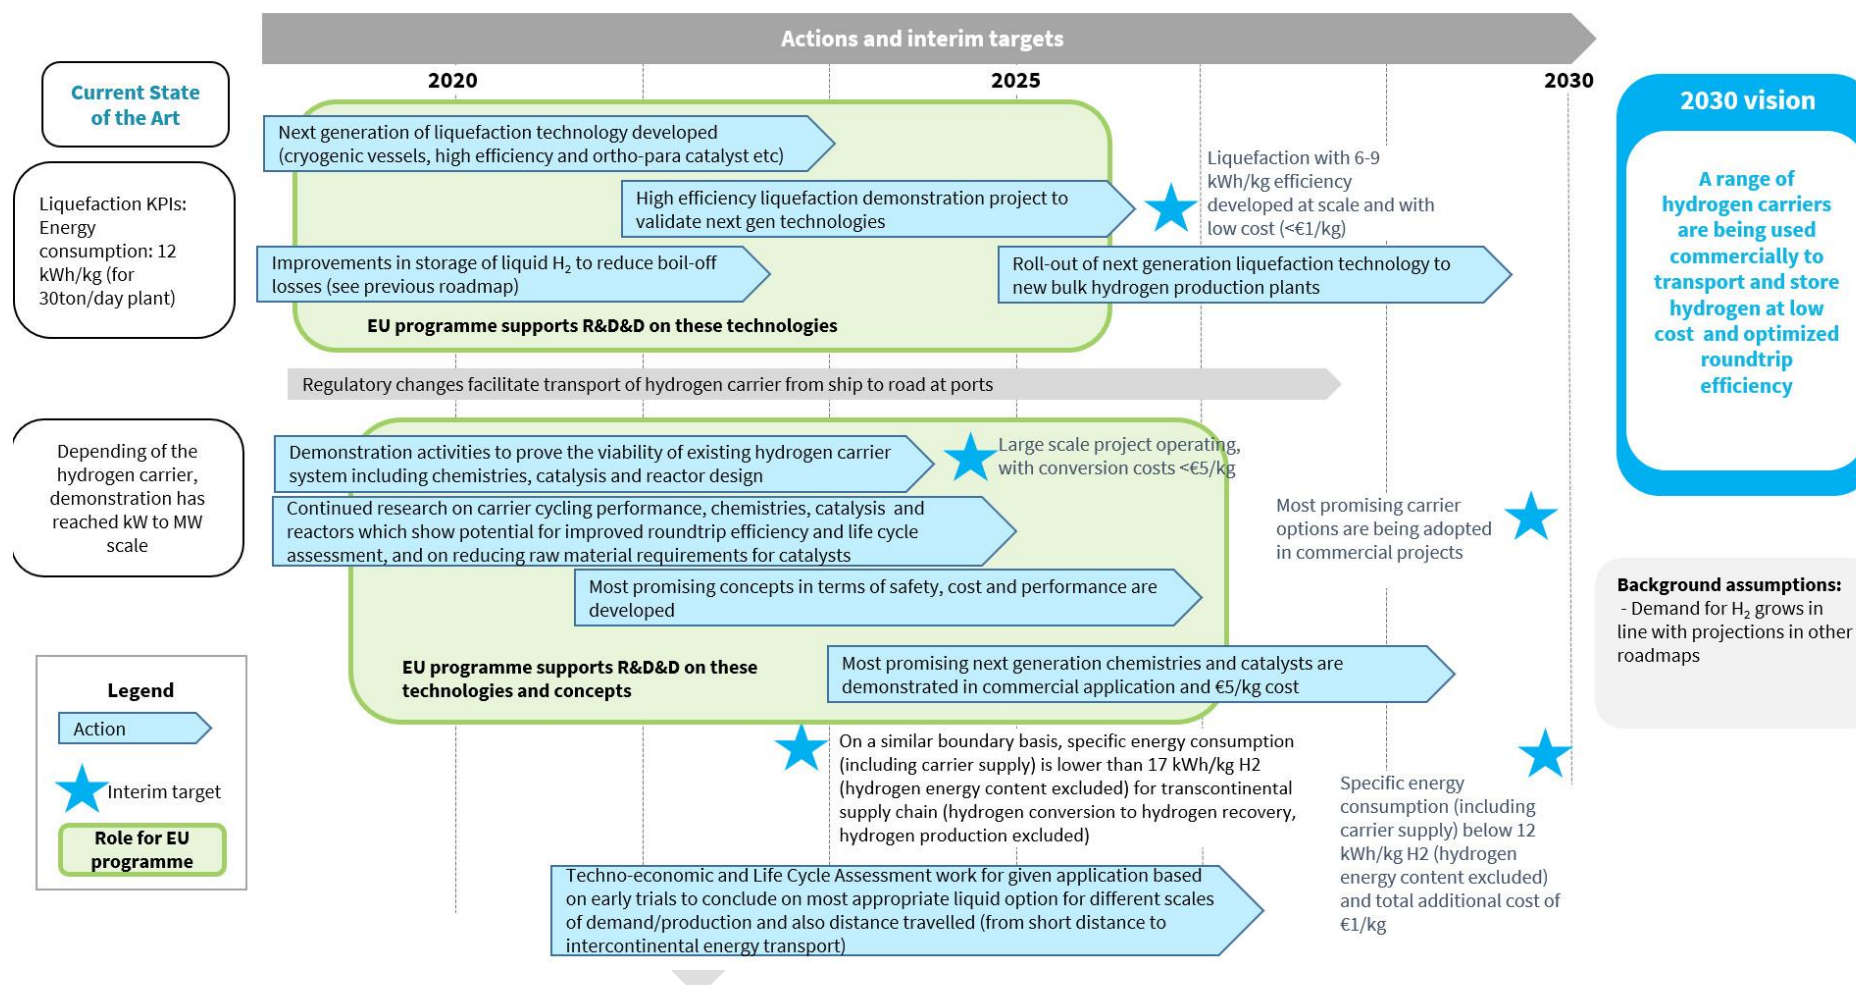 Actions and interim targets
2020
2025
2030
Current State
of the Art
2030 vision
Next generation of liquefaction technology developed
(cryogenic vessels, high efficiency and ortho-para catalyst etc)
Liquefaction KPIs:
Energy
consumption: 12
kWh/kg (for
30ton/day plant)
High efficiency liquefaction demonstration project to
validate next gen technologies
Liquefaction with 6-9
kWh/kg efficiency
developed at scale and with
low cost (<€1/kg)
Improvements in storage of liquid H₂ to reduce boil-off
losses (see previous roadmap)
Roll-out of next generation liquefaction technology to
new bulk hydrogen production plants
EU programme supports R&D&D on these technologies
A range of
hydrogen carriers
are being used
commercially to
transport and store
hydrogen at low
cost and optimized
roundtrip
efficiency
Regulatory changes facilitate transport of hydrogen carrier from ship to road at ports
Depending of the
hydrogen carrier,
demonstration has
reached kW to MW
scale
Demonstration activities to prove the viability of existing hydrogen carrier
system including chemistries, catalysis and reactor design
Large scale project operating,
with conversion costs <€5/kg
Continued research on carrier cycling performance, chemistries, catalysis and
reactors which show potential for improved roundtrip efficiency and life cycle
assessment, and on reducing raw material requirements for catalysts
Most promising carrier
options are being adopted
in commercial projects
Most promising concepts in terms of safety, cost and performance are
developed
Background assumptions:
- Demand for H₂ grows in
line with projections in other
roadmaps
EU programme supports R&D&D on these
technologies and concepts
Most promising next generation chemistries and catalysts are
demonstrated in commercial application and €5/kg cost
Legend
Action
Interim target
Role for EU
programme
On a similar boundary basis, specific energy consumption
(including carrier supply) is lower than 17 kWh/kg H2
(hydrogen energy content excluded) for transcontinental
supply chain (hydrogen conversion to hydrogen recovery,
hydrogen production excluded)
Specific energy
consumption (including
carrier supply) below 12
kWh/kg H2 (hydrogen
energy content excluded)
and total additional cost of
€1/kg
Techno-economic and Life Cycle Assessment work for given application based
on early trials to conclude on most appropriate liquid option for different scales
of demand/production and also distance travelled (from short distance to
intercontinental energy transport)